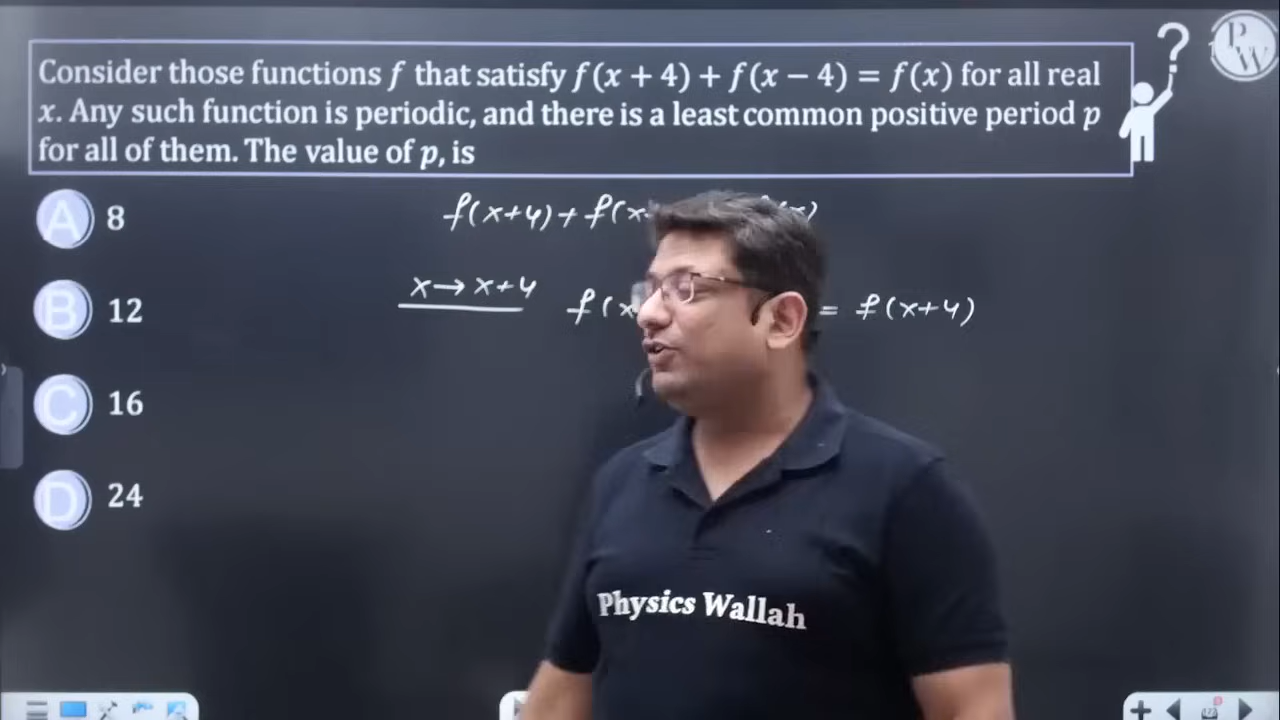 Consider those functions f that satisfy f(x + 4) + f(x − 4) = f(x) for all real
x. Any such function is periodic, and there is a least common positive period p
for all of them. The value of p, is
?
PW
A 8
f(x+4) + f(x
(x)
x → x+4
f(x
= f(x+4)
B 12
C 16
D 24
Physics Wallah